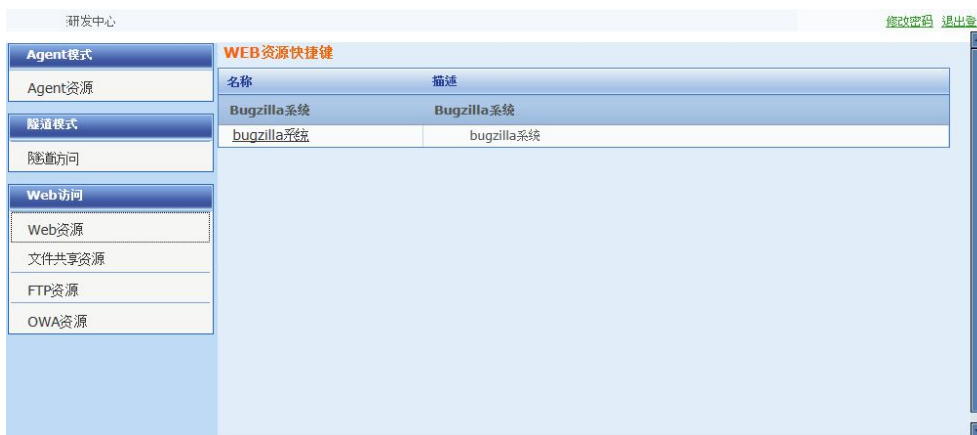 研发中心 修改密码 退出登
Agent模式
Agent资源
隧道模式
隧道访问
Web访问
Web资源
文件共享资源
FTP资源
OWA资源
WEB资源快捷键
名称 描述
Bugzilla系统 Bugzilla系统
bugzilla系统 bugzilla系统